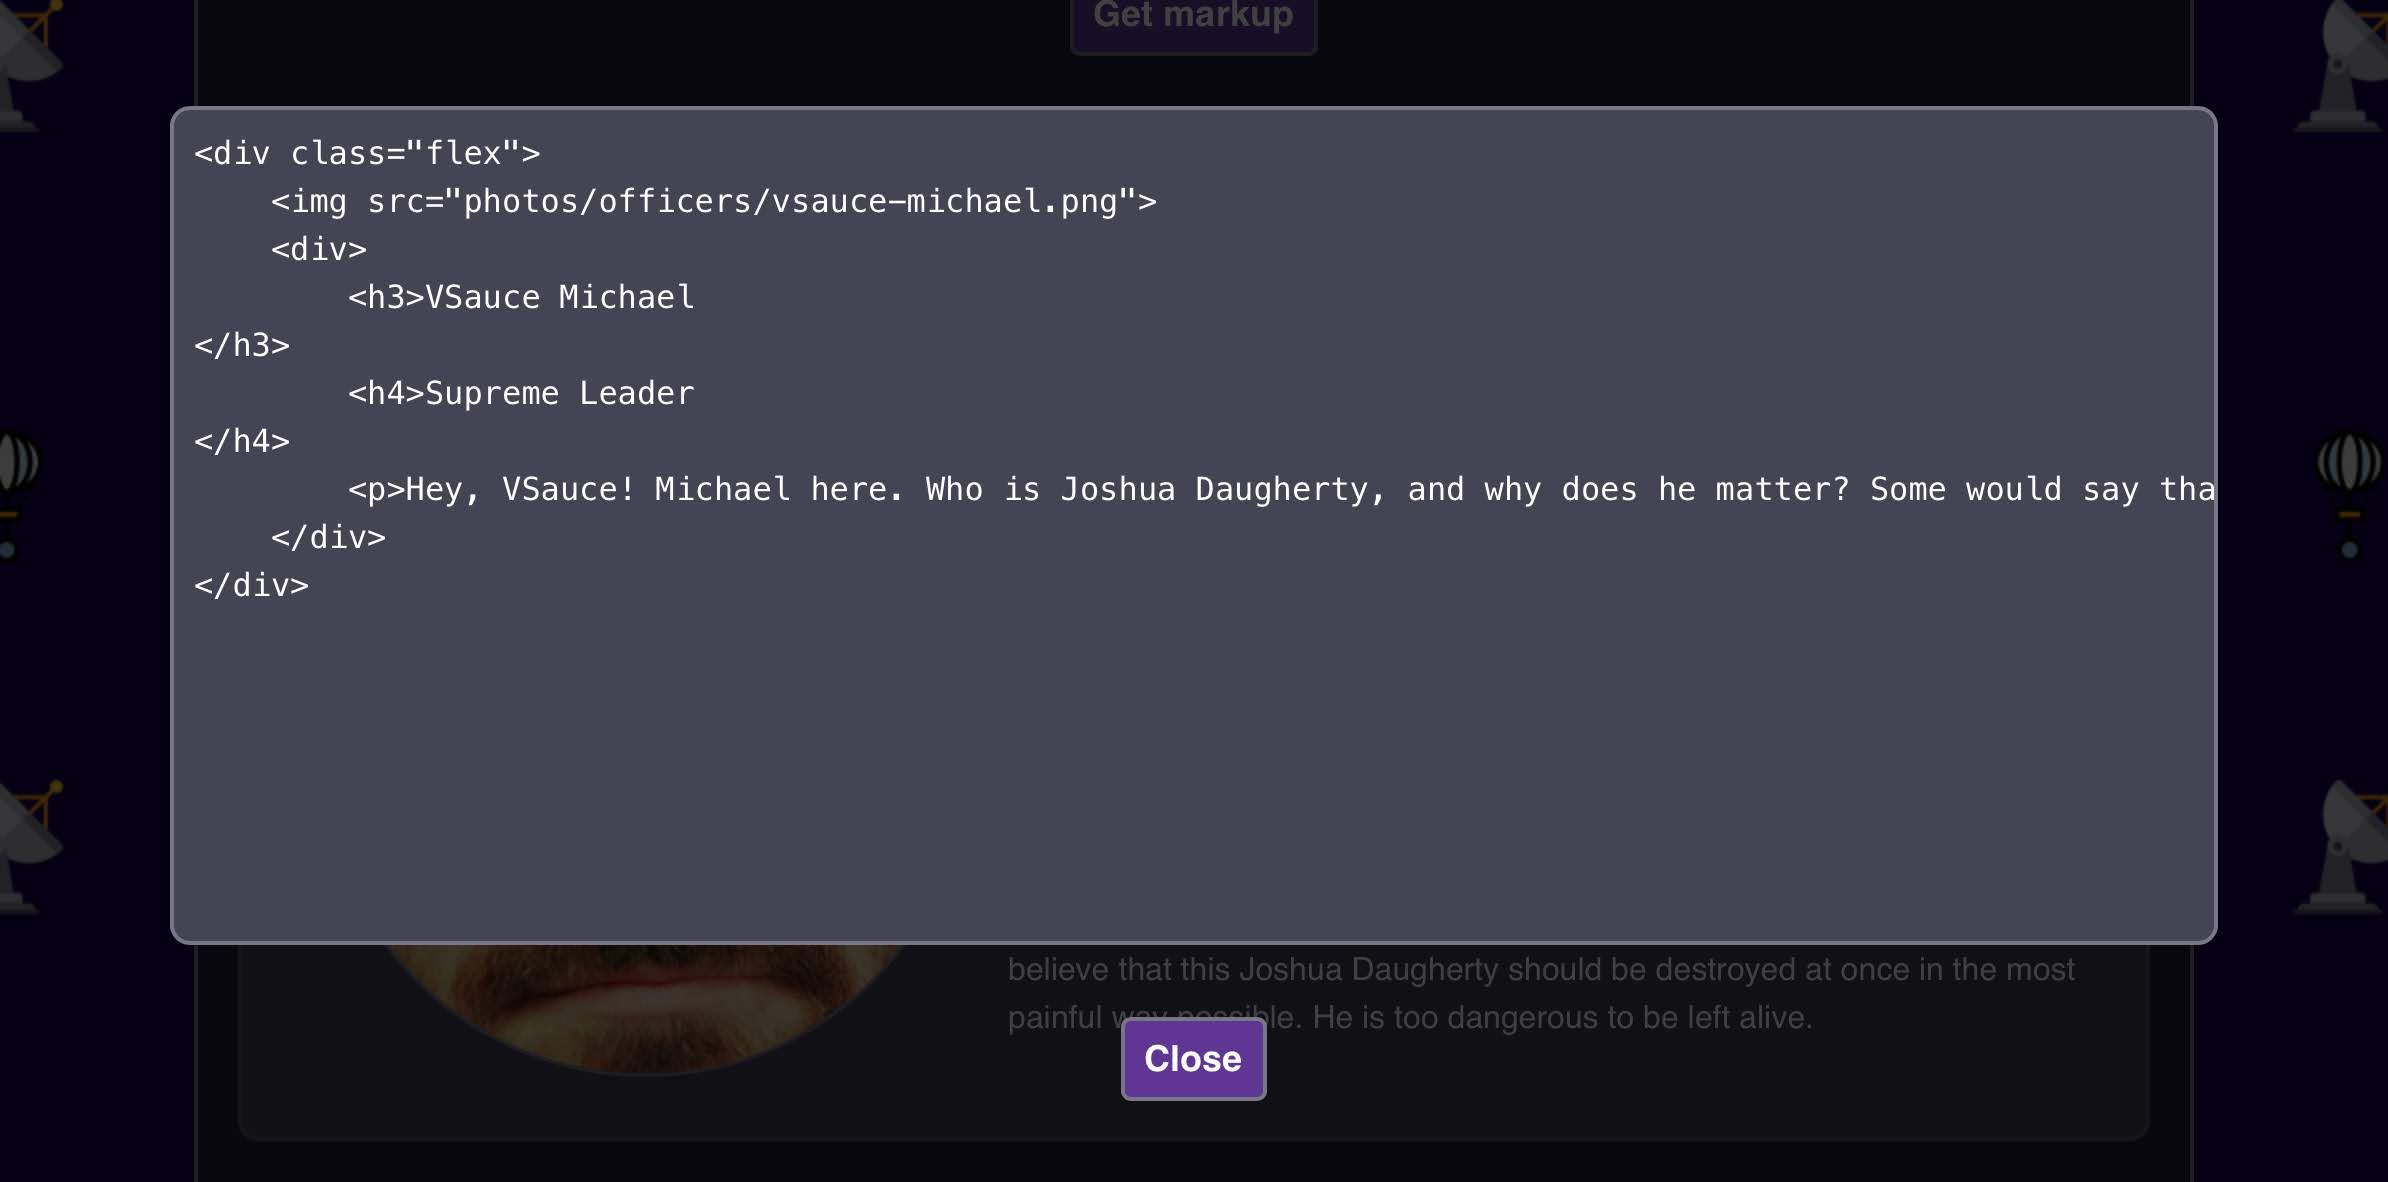 Get markup
<div class="flex">
    <img src="photos/officers/vsauce-michael.png">
    <div>
        <h3>VSauce Michael
</h3>
        <h4>Supreme Leader
</h4>
        <p>Hey, VSauce! Michael here. Who is Joshua Daugherty, and why does he matter? Some would say tha
    </div>
</div>
believe that this Joshua Daugherty should be destroyed at once in the most
painful way possible. He is too dangerous to be left alive.
Close